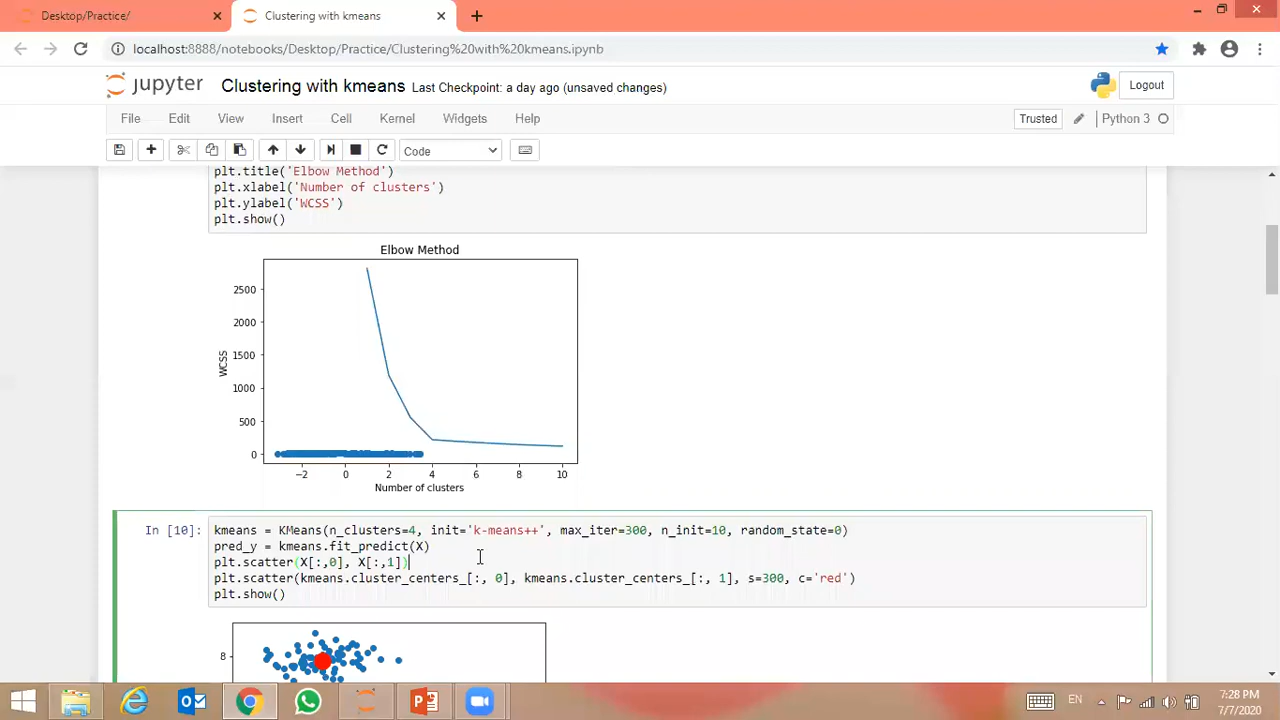 Desktop/Practice/
Clustering with kmeans
localhost:8888/notebooks/Desktop/Practice/Clustering%20with%20kmeans.ipynb
jupyter Clustering with kmeans Last Checkpoint: a day ago (unsaved changes) Logout
File Edit View Insert Cell Kernel Widgets Help Trusted Python 3
Code
plt.title('Elbow Method')
plt.xlabel('Number of clusters')
plt.ylabel('WCSS')
plt.show()
Elbow Method
2500
2000
1500
1000
500
0
WCSS
−2 0 2 4 6 8 10
Number of clusters
In [10]: kmeans = KMeans(n_clusters=4, init='k-means++', max_iter=300, n_init=10, random_state=0)
pred_y = kmeans.fit_predict(X)
plt.scatter(X[:,0], X[:,1])
plt.scatter(kmeans.cluster_centers_[:, 0], kmeans.cluster_centers_[:, 1], s=300, c='red')
plt.show()
8
EN
7:28 PM
7/7/2020